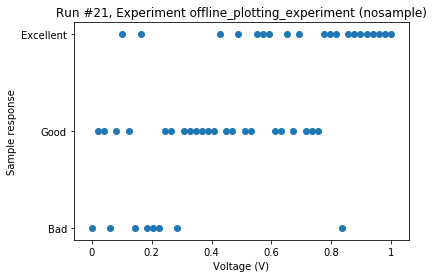 Run #21, Experiment offline_plotting_experiment (nosample)
Excellent
Good
Bad
Sample response
0 0.2 0.4 0.6 0.8 1
Voltage (V)